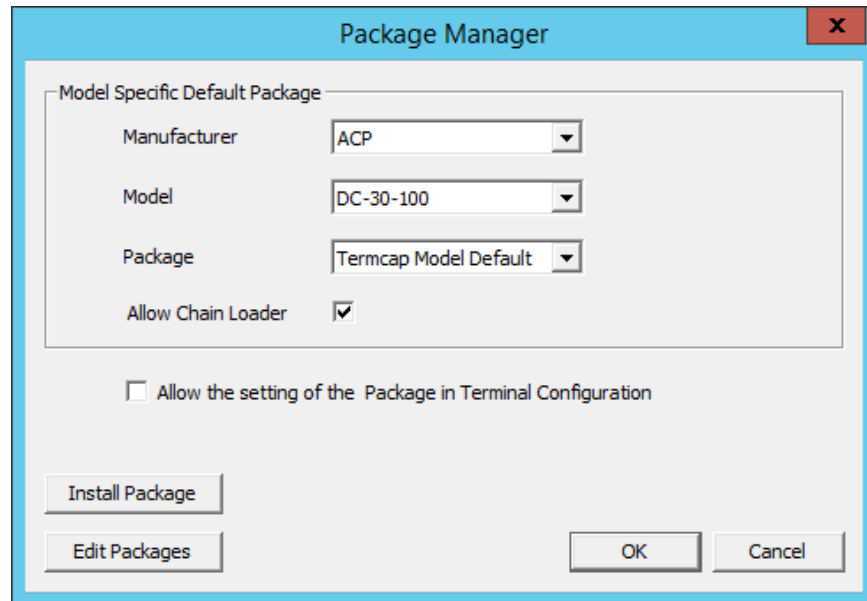 Package Manager
x
Model Specific Default Package
Manufacturer ACP
Model DC-30-100
Package Termcap Model Default
Allow Chain Loader
Allow the setting of the Package in Terminal Configuration
Install Package
Edit Packages OK Cancel